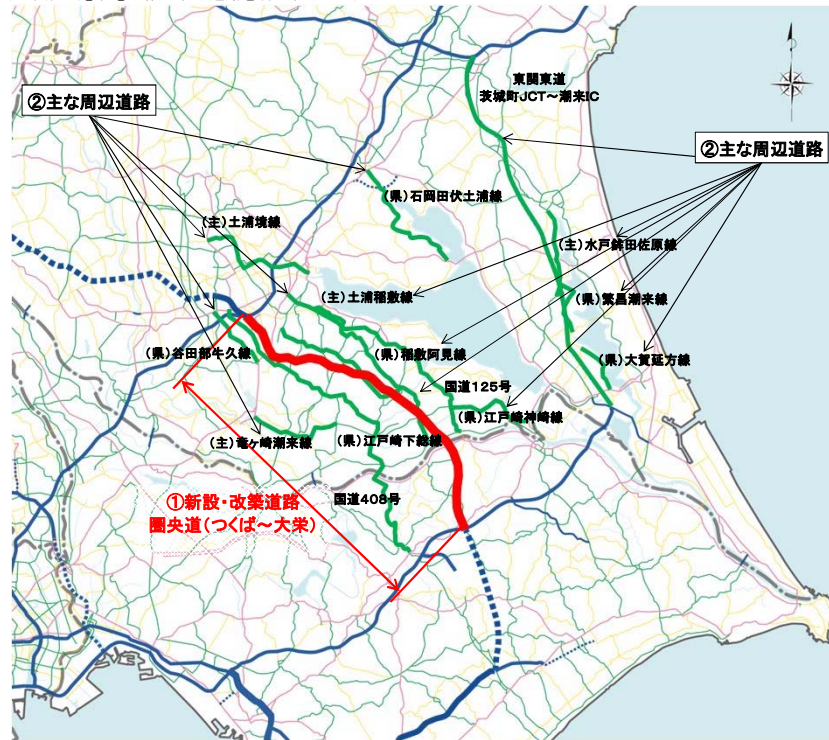 東関東道
茨城町JCT～潮来IC
②主な周辺道路
②主な周辺道路
(県)石岡田伏土浦線
(主)土浦境線
(主)水戸鉾田佐原線
(主)土浦稲敷線
(県)繁昌潮来線
(県)谷田部牛久線
(県)稲敷阿見線
(県)大賀延方線
国道125号
(県)江戸崎神崎線
(主)竜ヶ崎潮来線
(県)江戸崎下総線
①新設・改築道路
圏央道(つくば～大栄)
国道408号